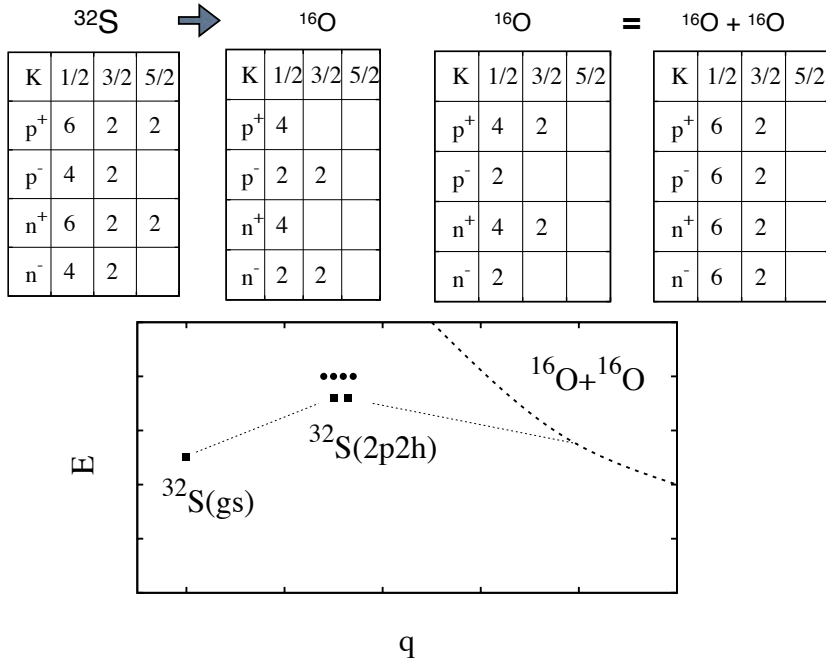 ³²S ¹⁶O ¹⁶O = ¹⁶O + ¹⁶O
K 1/2 3/2 5/2 K 1/2 3/2 5/2 K 1/2 3/2 5/2 K 1/2 3/2 5/2
p⁺ 6 2 2 p⁺ 4 p⁺ 4 2 p⁺ 6 2
p⁻ 4 2 p⁻ 2 2 p⁻ 2 p⁻ 6 2
n⁺ 6 2 2 n⁺ 4 n⁺ 4 2 n⁺ 6 2
n⁻ 4 2 n⁻ 2 2 n⁻ 2 n⁻ 6 2
¹⁶O+¹⁶O
³²S(2p2h)
E
³²S(gs)
q